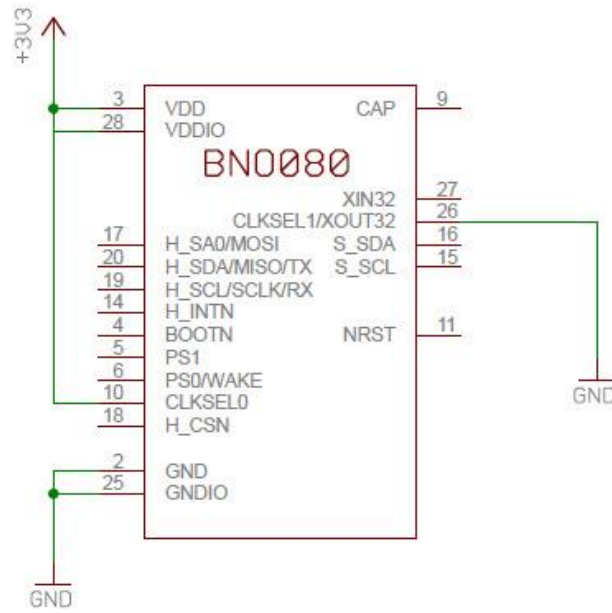 +3V3
3 VDD CAP 9
28 VDDIO
BNO080
XIN32 27
CLKSEL1/XOUT32 26
17 H_SA0/MOSI S_SDA 16
20 H_SDA/MISO/TX S_SCL 15
19 H_SCL/SCLK/RX
14 H_INTN
4 BOOTN NRST 11
5 PS1
6 PS0/WAKE
10 CLKSEL0 GND
18 H_CSN
2 GND
25 GNDIO
GND